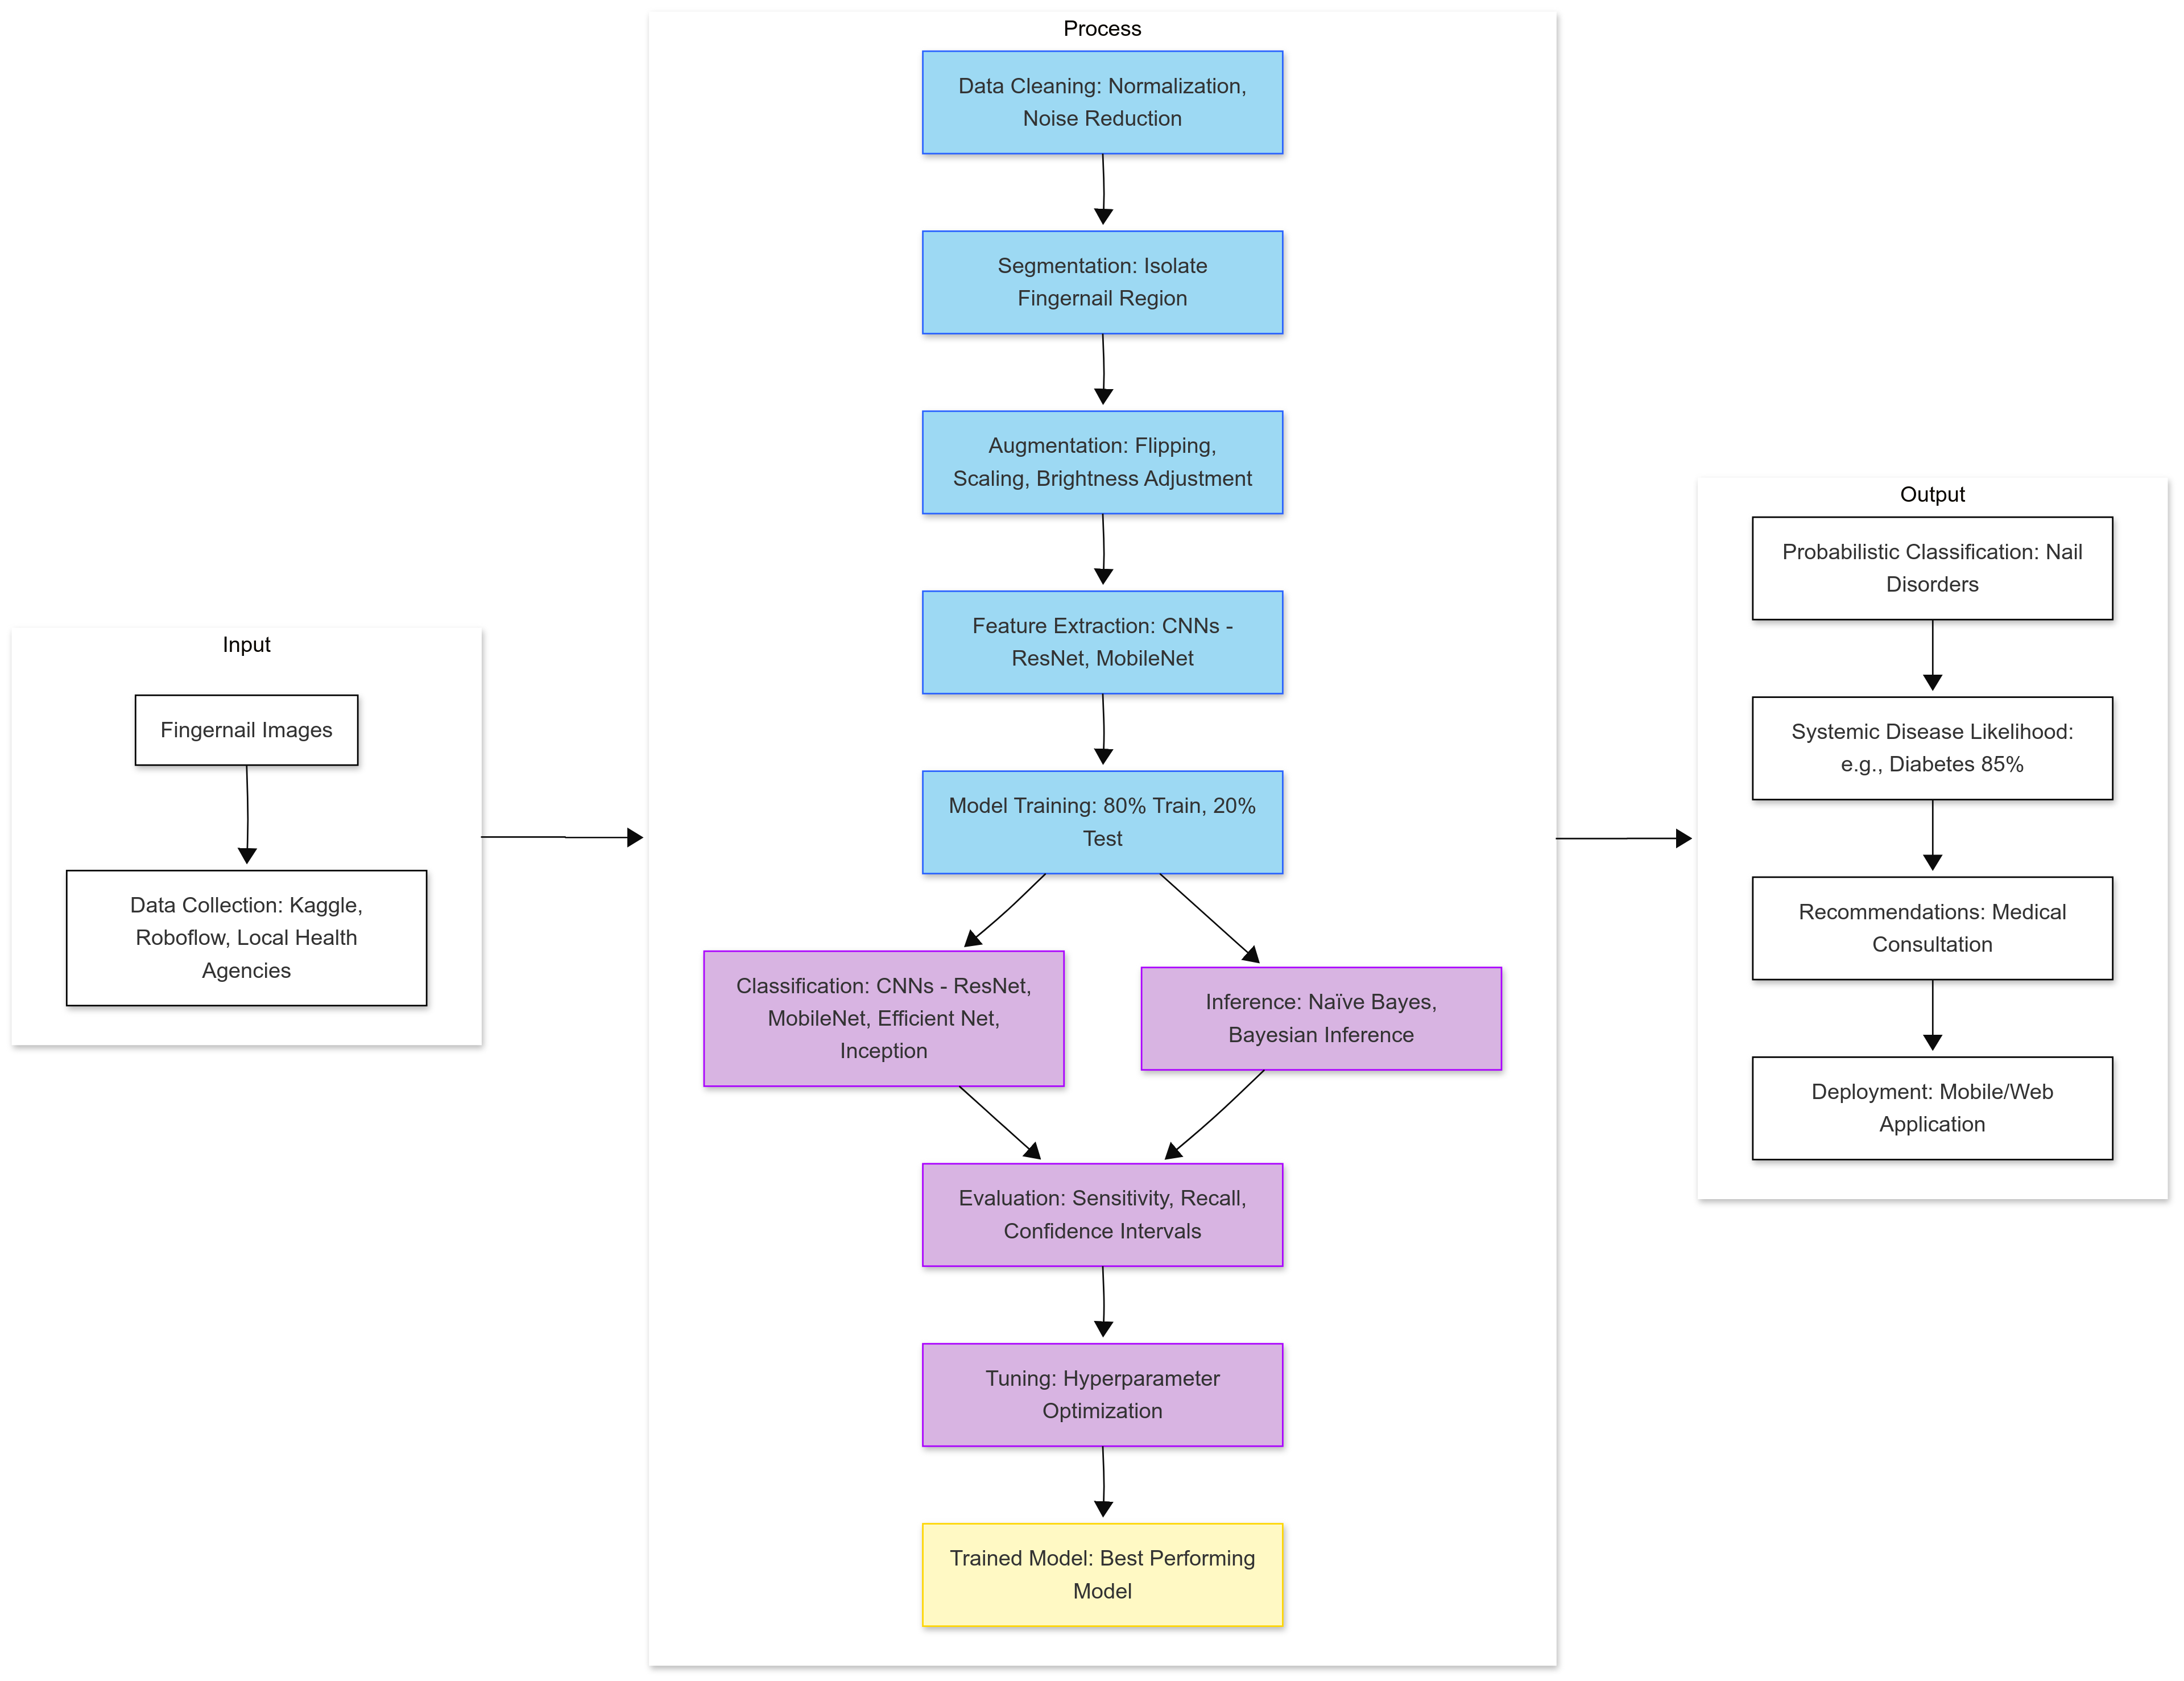 Input
Fingernail Images
Data Collection: Kaggle,
Roboflow, Local Health
Agencies
Process
Data Cleaning: Normalization,
Noise Reduction
Segmentation: Isolate
Fingernail Region
Augmentation: Flipping,
Scaling, Brightness Adjustment
Feature Extraction: CNNs -
ResNet, MobileNet
Model Training: 80% Train, 20%
Test
Classification: CNNs - ResNet,
MobileNet, Efficient Net,
Inception
Inference: Naïve Bayes,
Bayesian Inference
Evaluation: Sensitivity, Recall,
Confidence Intervals
Tuning: Hyperparameter
Optimization
Trained Model: Best Performing
Model
Output
Probabilistic Classification: Nail
Disorders
Systemic Disease Likelihood:
e.g., Diabetes 85%
Recommendations: Medical
Consultation
Deployment: Mobile/Web
Application